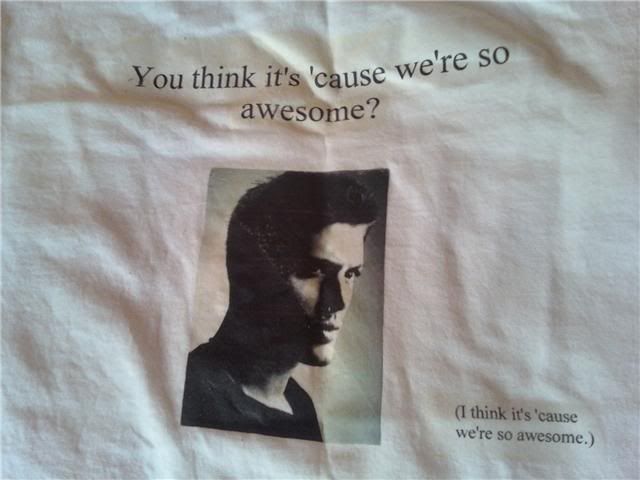 You think it's 'cause we're so
awesome?
(I think it's 'cause
we're so awesome.)